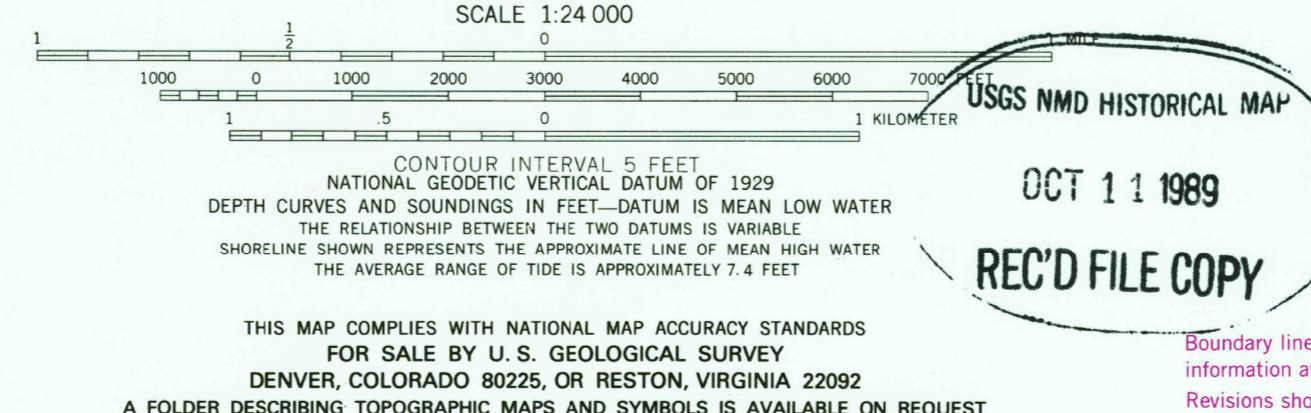 SCALE 1:24 000
1 1/2 0 1 MILE
1000 0 1000 2000 3000 4000 5000 6000 7000 FEET
1 .5 0 1 KILOMETER
CONTOUR INTERVAL 5 FEET
NATIONAL GEODETIC VERTICAL DATUM OF 1929
DEPTH CURVES AND SOUNDINGS IN FEET—DATUM IS MEAN LOW WATER
THE RELATIONSHIP BETWEEN THE TWO DATUMS IS VARIABLE
SHORELINE SHOWN REPRESENTS THE APPROXIMATE LINE OF MEAN HIGH WATER
THE AVERAGE RANGE OF TIDE IS APPROXIMATELY 7.4 FEET
THIS MAP COMPLIES WITH NATIONAL MAP ACCURACY STANDARDS
FOR SALE BY U.S. GEOLOGICAL SURVEY
DENVER, COLORADO 80225, OR RESTON, VIRGINIA 22092
A FOLDER DESCRIBING TOPOGRAPHIC MAPS AND SYMBOLS IS AVAILABLE ON REQUEST
USGS NMD HISTORICAL MAP
OCT 11 1989
REC'D FILE COPY
Boundary line
information av
Revisions sho